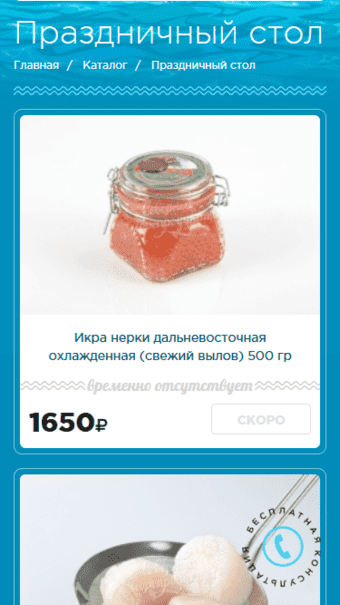 Праздничный стол
Главная / Каталог / Праздничный стол
Икра нерки дальневосточная
охлажденная (свежий вылов) 500 гр
временно отсутствует
1650₽
СКОРО
БЕСПЛАТНАЯ КОНСУЛЬТАЦИЯ